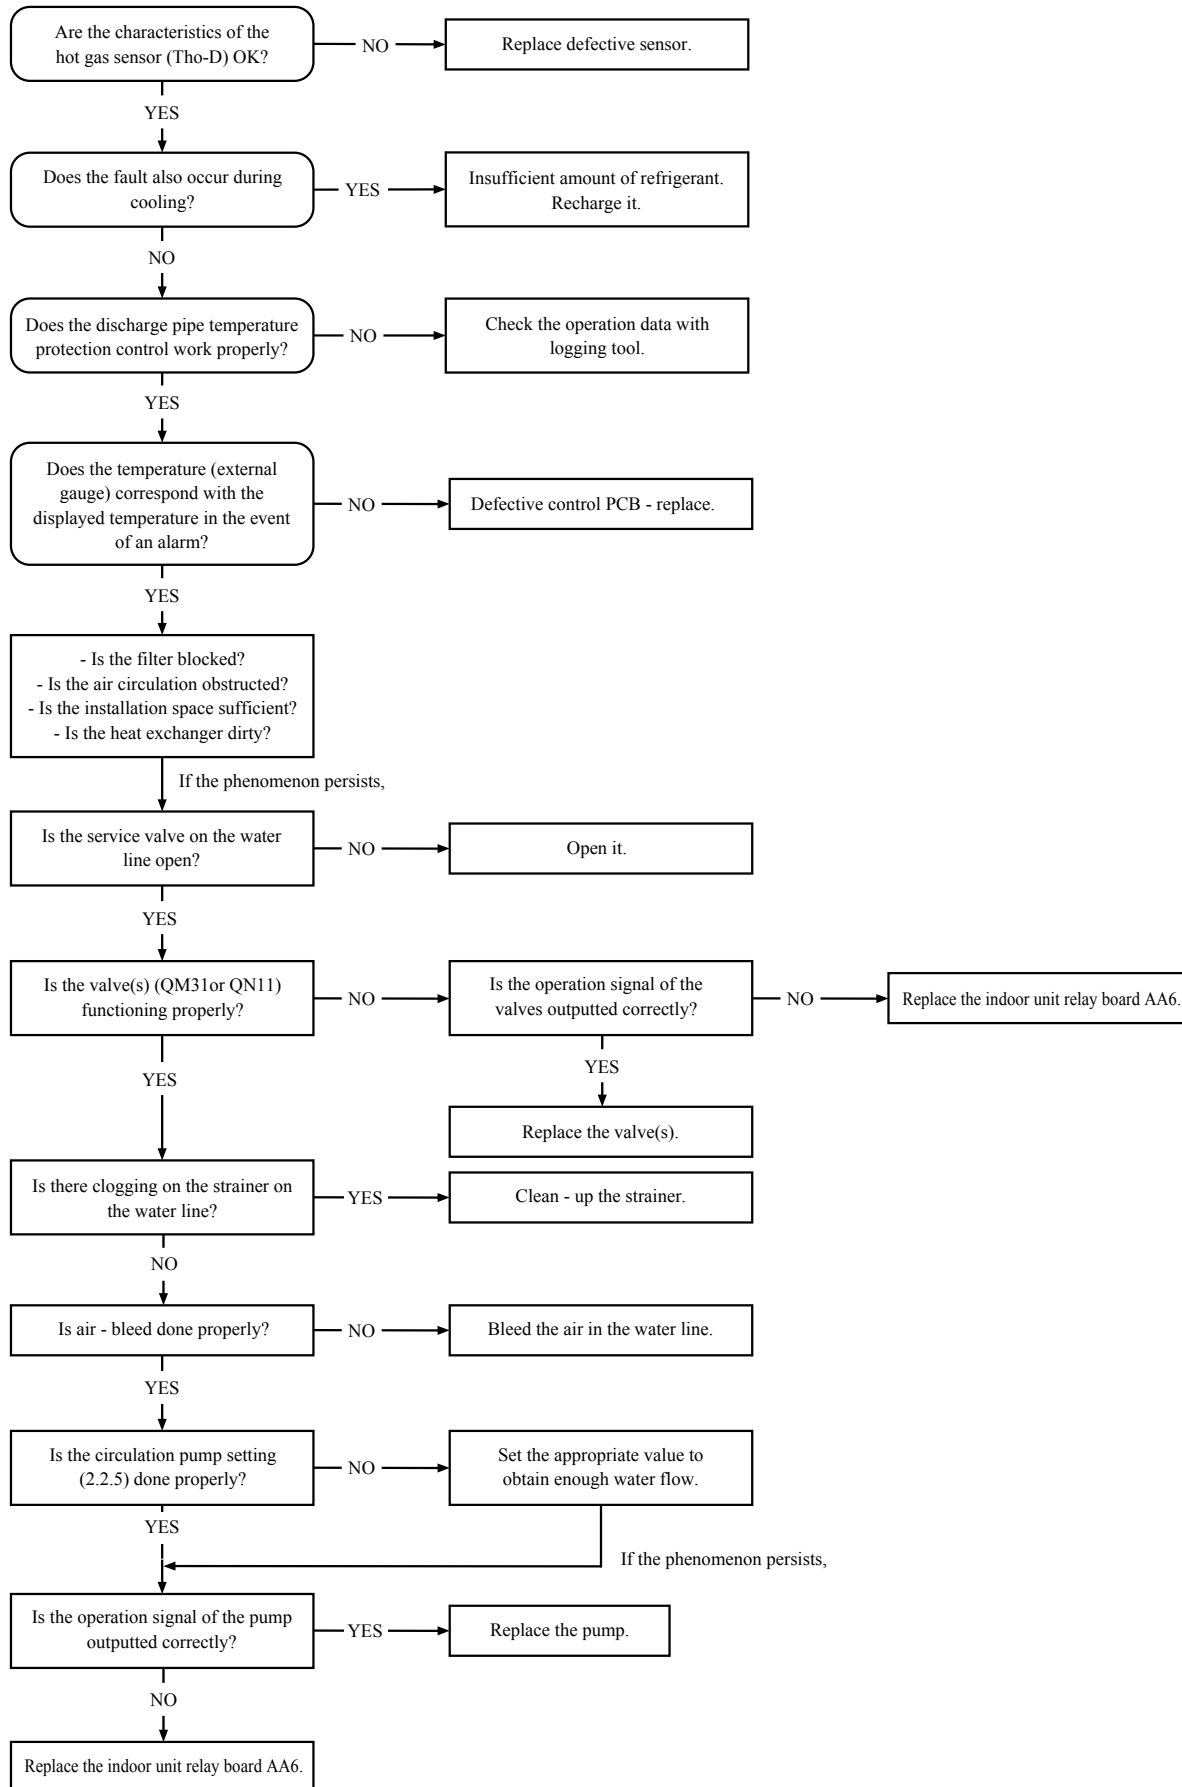 Are the characteristics of the
hot gas sensor (Tho-D) OK?
NO
Replace defective sensor.
YES
Does the fault also occur during
cooling?
YES
Insufficient amount of refrigerant.
Recharge it.
NO
Does the discharge pipe temperature
protection control work properly?
NO
Check the operation data with
logging tool.
YES
Does the temperature (external
gauge) correspond with the
displayed temperature in the event
of an alarm?
NO
Defective control PCB - replace.
YES
- Is the filter blocked?
- Is the air circulation obstructed?
- Is the installation space sufficient?
- Is the heat exchanger dirty?
If the phenomenon persists,
Is the service valve on the water
line open?
NO
Open it.
YES
Is the valve(s) (QM31or QN11)
functioning properly?
NO
Is the operation signal of the
valves outputted correctly?
NO
Replace the indoor unit relay board AA6.
YES
Replace the valve(s).
YES
Is there clogging on the strainer on
the water line?
YES
Clean - up the strainer.
NO
Is air - bleed done properly?
NO
Bleed the air in the water line.
YES
Is the circulation pump setting
(2.2.5) done properly?
NO
Set the appropriate value to
obtain enough water flow.
YES
If the phenomenon persists,
Is the operation signal of the pump
outputted correctly?
YES
Replace the pump.
NO
Replace the indoor unit relay board AA6.